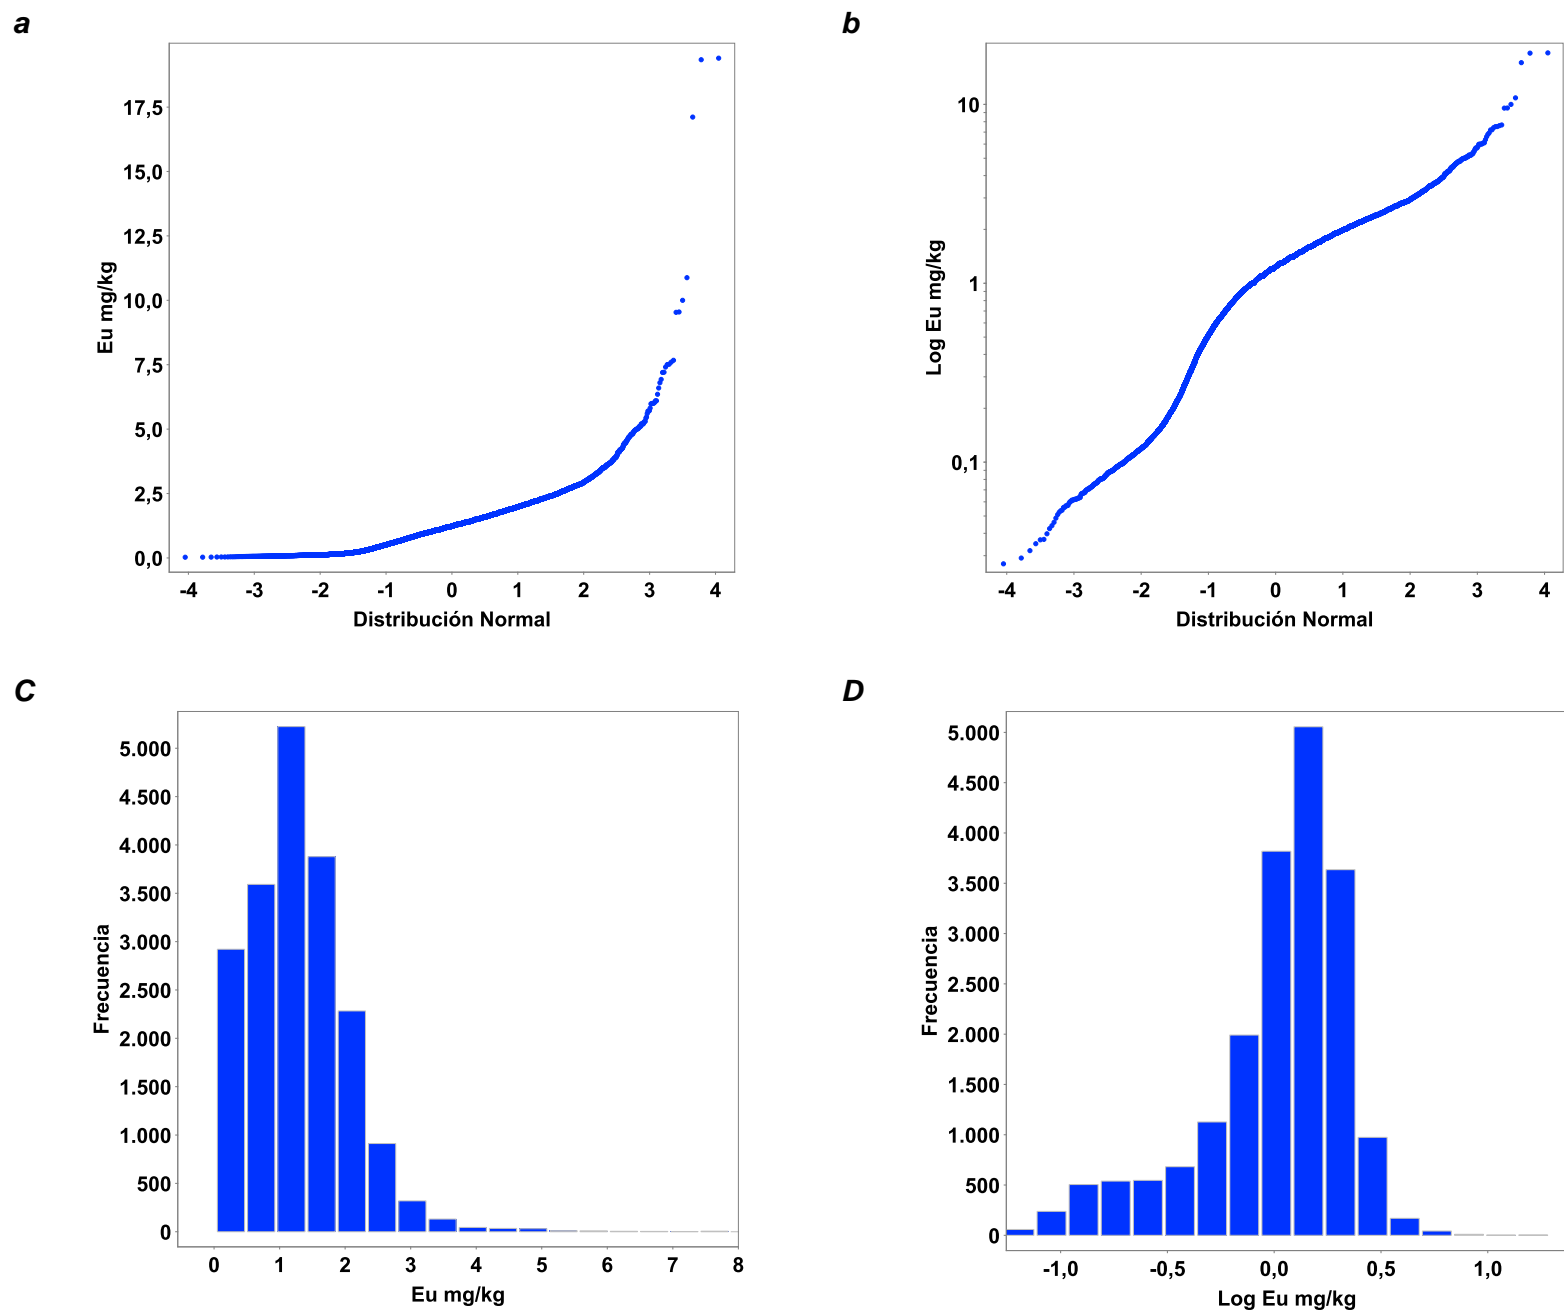 a
17,5
15,0
12,5
10,0
7,5
5,0
2,5
0,0
Eu mg/kg
-4 -3 -2 -1 0 1 2 3 4
Distribución Normal
b
10
1
0,1
Log Eu mg/kg
-4 -3 -2 -1 0 1 2 3 4
Distribución Normal
C
5.000
4.500
4.000
3.500
3.000
2.500
2.000
1.500
1.000
500
0
Frecuencia
0 1 2 3 4 5 6 7 8
Eu mg/kg
D
5.000
4.500
4.000
3.500
3.000
2.500
2.000
1.500
1.000
500
0
Frecuencia
-1,0 -0,5 0,0 0,5 1,0
Log Eu mg/kg